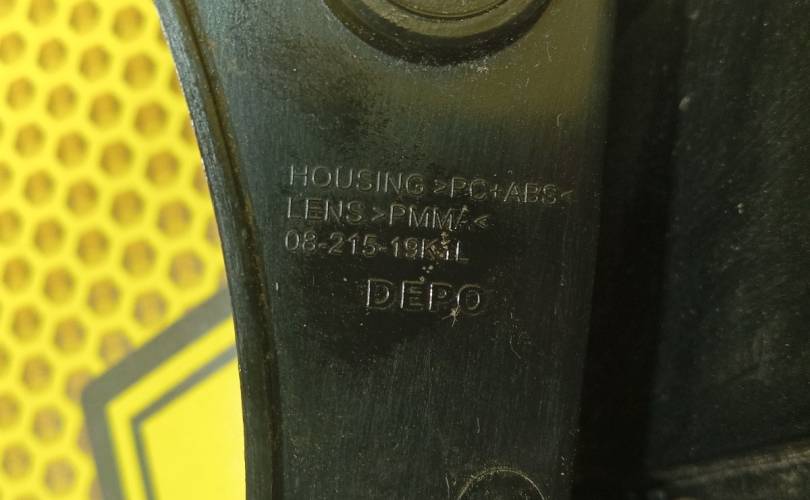 HOUSING >PC+ABS<
LENS >PMMA<
08-215-19K1L
DEPO